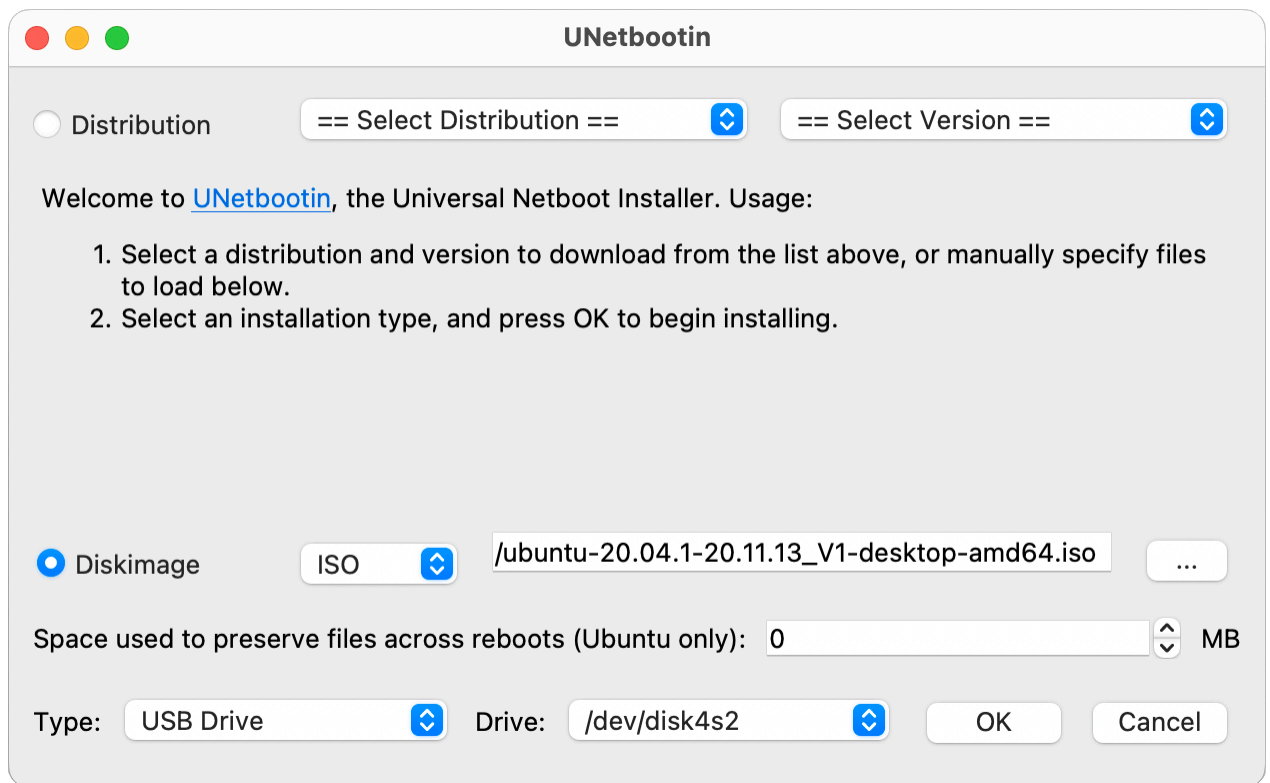 UNetbootin
Distribution
== Select Distribution ==
== Select Version ==
Welcome to UNetbootin, the Universal Netboot Installer. Usage:
1. Select a distribution and version to download from the list above, or manually specify files
to load below.
2. Select an installation type, and press OK to begin installing.
Diskimage
ISO
/ubuntu-20.04.1-20.11.13_V1-desktop-amd64.iso
...
Space used to preserve files across reboots (Ubuntu only):
0
MB
Type:
USB Drive
Drive:
/dev/disk4s2
OK
Cancel